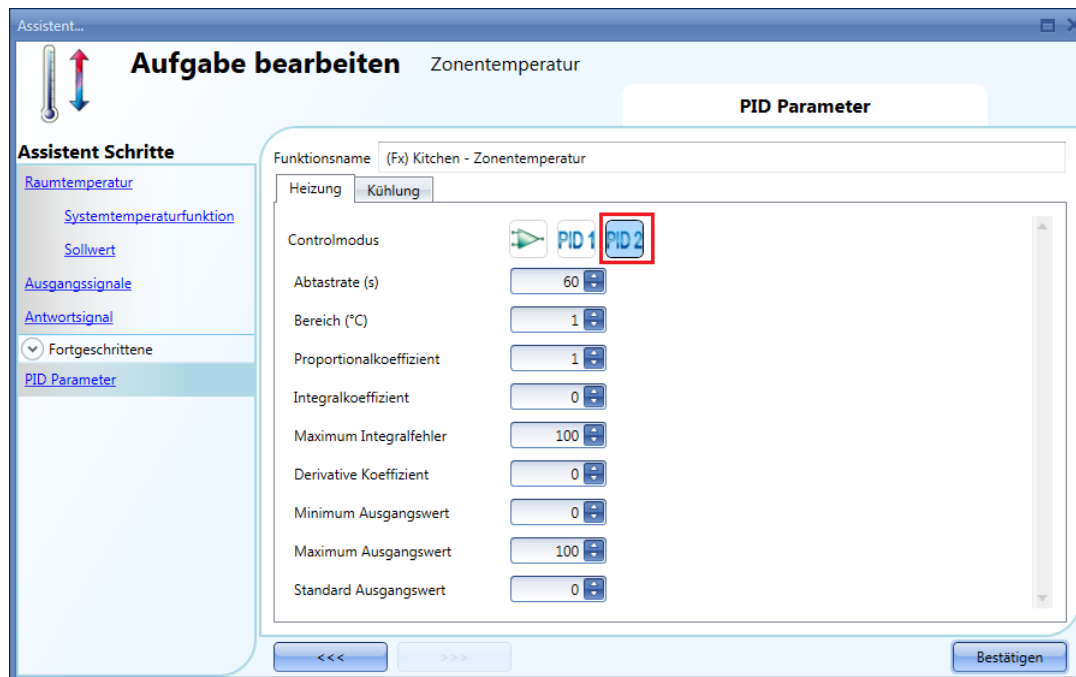 Assistent...
Aufgabe bearbeiten Zonentemperatur
PID Parameter
Assistent Schritte
Raumtemperatur
Systemtemperaturfunktion
Sollwert
Ausgangssignale
Antwortsignal
Fortgeschrittene
PID Parameter
Funktionsname (Fx) Kitchen - Zonentemperatur
Heizung Kühlung
Controlmodus PID 1 PID 2
Abtastrate (s) 60
Bereich (°C) 1
Proportionalkoeffizient 1
Integralkoeffizient 0
Maximum Integralfehler 100
Derivative Koeffizient 0
Minimum Ausgangswert 0
Maximum Ausgangswert 100
Standard Ausgangswert 0
<<< >>> Bestätigen